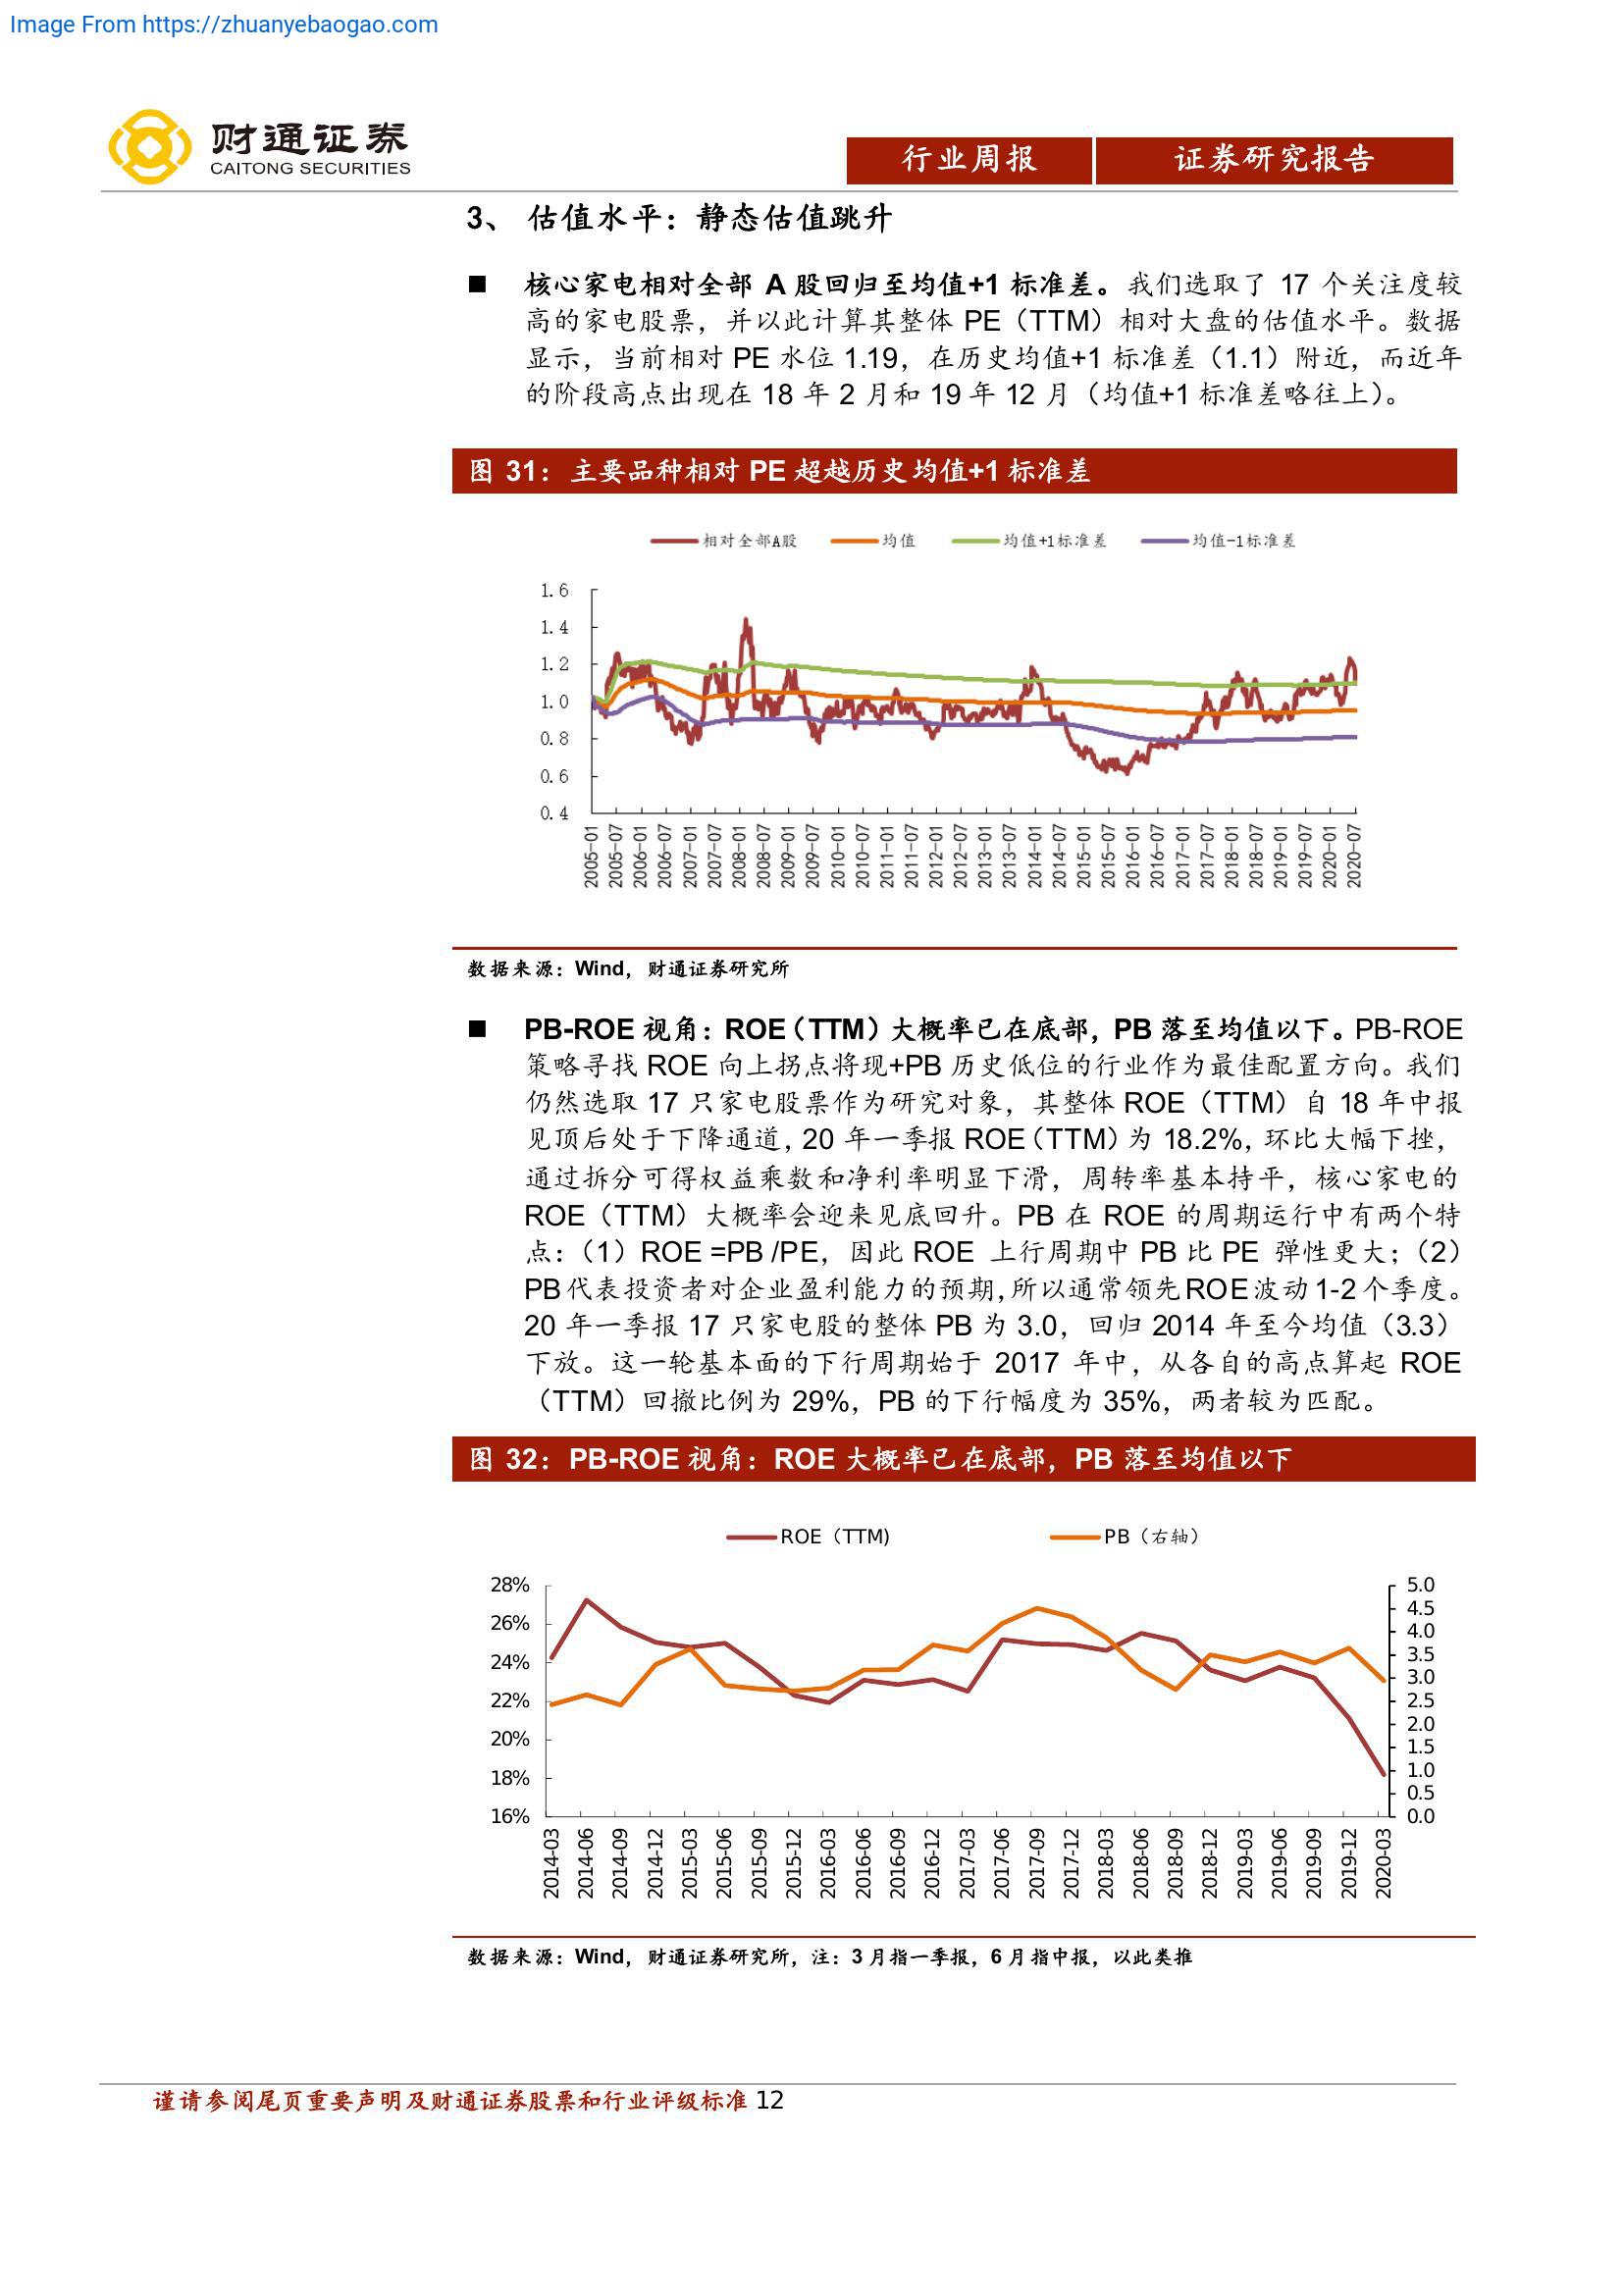 Image From https://zhuanyebaogao.com
财通证券
CAITONG SECURITIES
行业周报
证券研究报告
3、 估值水平：静态估值跳升
■ 核心家电相对全部 A 股回归至均值+1 标准差。我们选取了 17 个关注度较
高的家电股票，并以此计算其整体 PE（TTM）相对大盘的估值水平。数据
显示，当前相对 PE 水位 1.19，在历史均值+1 标准差（1.1）附近，而近年
的阶段高点出现在 18 年 2 月和 19 年 12 月（均值+1 标准差略往上）。
图 31：主要品种相对 PE 超越历史均值+1 标准差
相对全部A股 均值 均值+1标准差 均值-1标准差
1.6
1.4
1.2
1.0
0.8
0.6
0.4
2005-01 2005-07 2006-01 2006-07 2007-01 2007-07 2008-01 2008-07 2009-01 2009-07 2010-01 2010-07 2011-01 2011-07 2012-01 2012-07 2013-01 2013-07 2014-01 2014-07 2015-01 2015-07 2016-01 2016-07 2017-01 2017-07 2018-01 2018-07 2019-01 2019-07 2020-01 2020-07
数据来源：Wind，财通证券研究所
■ PB-ROE 视角：ROE（TTM）大概率已在底部，PB 落至均值以下。PB-ROE
策略寻找 ROE 向上拐点将现+PB 历史低位的行业作为最佳配置方向。我们
仍然选取 17 只家电股票作为研究对象，其整体 ROE（TTM）自 18 年中报
见顶后处于下降通道，20 年一季报 ROE（TTM）为 18.2%，环比大幅下挫，
通过拆分可得权益乘数和净利率明显下滑，周转率基本持平，核心家电的
ROE（TTM）大概率会迎来见底回升。PB 在 ROE 的周期运行中有两个特
点：（1）ROE =PB /PE，因此 ROE 上行周期中 PB 比 PE 弹性更大；（2）
PB代表投资者对企业盈利能力的预期，所以通常领先ROE波动1-2个季度。
20 年一季报 17 只家电股的整体 PB 为 3.0，回归 2014 年至今均值（3.3）
下放。这一轮基本面的下行周期始于 2017 年中，从各自的高点算起 ROE
（TTM）回撤比例为 29%，PB 的下行幅度为 35%，两者较为匹配。
图 32：PB-ROE 视角：ROE 大概率已在底部，PB 落至均值以下
ROE（TTM) PB（右轴）
28%
26%
24%
22%
20%
18%
16%
5.0
4.5
4.0
3.5
3.0
2.5
2.0
1.5
1.0
0.5
0.0
2014-03 2014-06 2014-09 2014-12 2015-03 2015-06 2015-09 2015-12 2016-03 2016-06 2016-09 2016-12 2017-03 2017-06 2017-09 2017-12 2018-03 2018-06 2018-09 2018-12 2019-03 2019-06 2019-09 2019-12 2020-03
数据来源：Wind，财通证券研究所，注：3 月指一季报，6 月指中报，以此类推
谨请参阅尾页重要声明及财通证券股票和行业评级标准 12